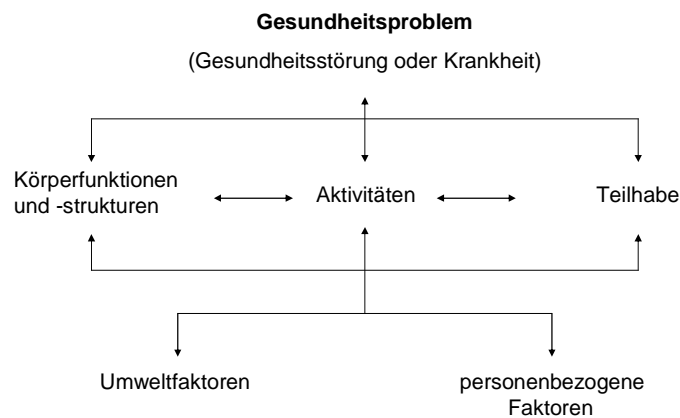 Gesundheitsproblem
(Gesundheitsstörung oder Krankheit)
Körperfunktionen
und -strukturen
Aktivitäten
Teilhabe
Umweltfaktoren
personenbezogene
Faktoren